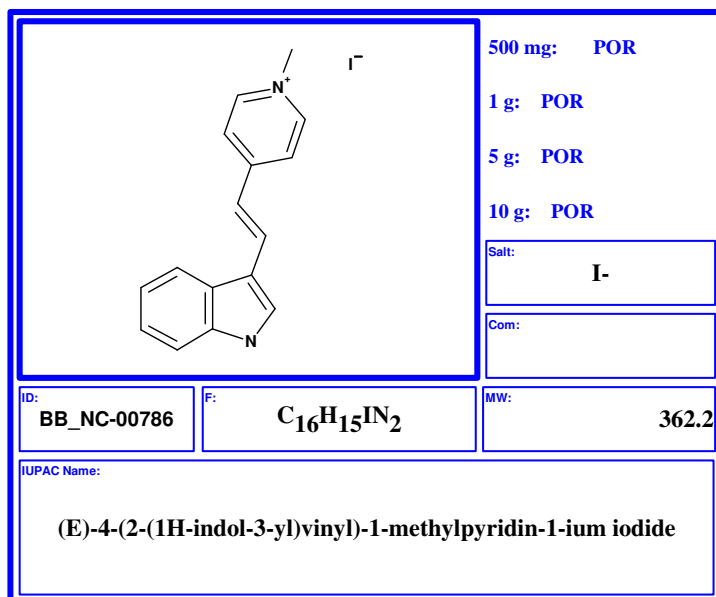 I−
N+
N
500 mg: POR
1 g: POR
5 g: POR
10 g: POR
Salt:
I-
Com:
ID:
BB_NC-00786
F:
C16H15IN2
MW:
362.2
IUPAC Name:
(E)-4-(2-(1H-indol-3-yl)vinyl)-1-methylpyridin-1-ium iodide